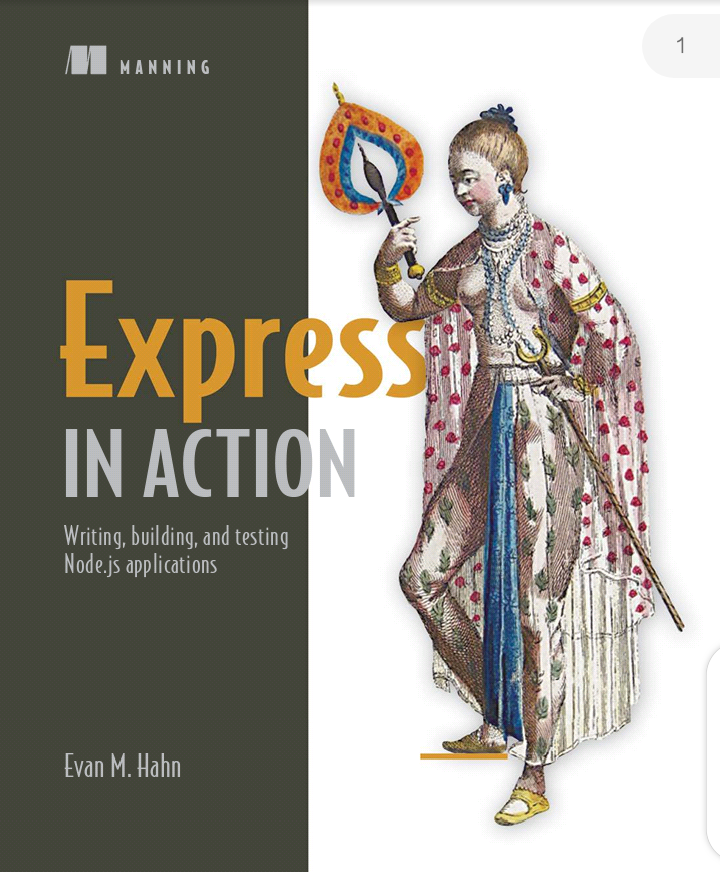 MANNING
1
Express
IN ACTION
Writing, building, and testing
Node.js applications
Evan M. Hahn